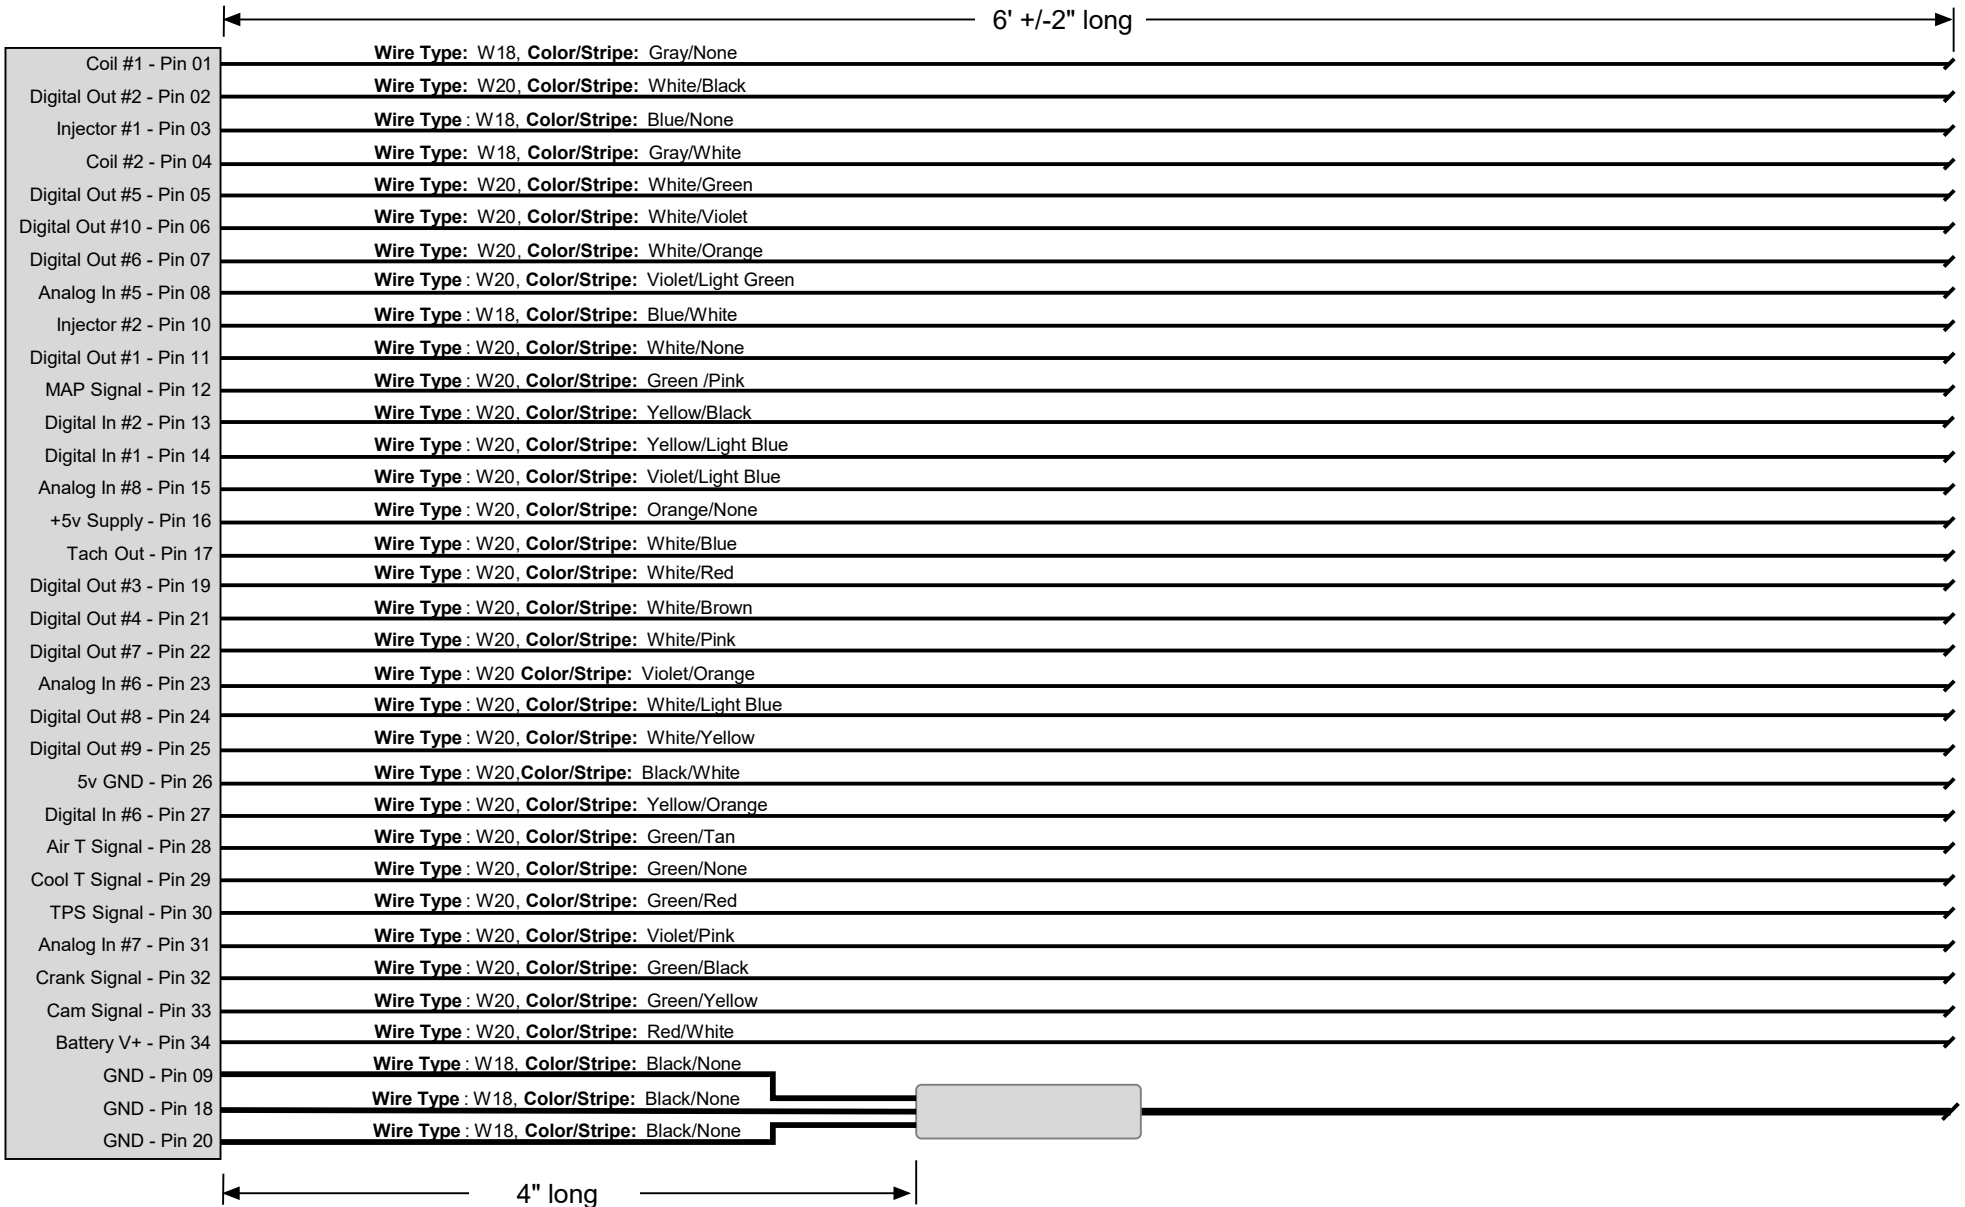 6' +/-2" long
Coil #1 - Pin 01 Wire Type: W18, Color/Stripe: Gray/None
Digital Out #2 - Pin 02 Wire Type: W20, Color/Stripe: White/Black
Injector #1 - Pin 03 Wire Type : W18, Color/Stripe: Blue/None
Coil #2 - Pin 04 Wire Type: W18, Color/Stripe: Gray/White
Digital Out #5 - Pin 05 Wire Type: W20, Color/Stripe: White/Green
Digital Out #10 - Pin 06 Wire Type: W20, Color/Stripe: White/Violet
Digital Out #6 - Pin 07 Wire Type: W20, Color/Stripe: White/Orange
Analog In #5 - Pin 08 Wire Type : W20, Color/Stripe: Violet/Light Green
Injector #2 - Pin 10 Wire Type : W18, Color/Stripe: Blue/White
Digital Out #1 - Pin 11 Wire Type : W20, Color/Stripe: White/None
MAP Signal - Pin 12 Wire Type : W20, Color/Stripe: Green /Pink
Digital In #2 - Pin 13 Wire Type : W20, Color/Stripe: Yellow/Black
Digital In #1 - Pin 14 Wire Type : W20, Color/Stripe: Yellow/Light Blue
Analog In #8 - Pin 15 Wire Type : W20, Color/Stripe: Violet/Light Blue
+5v Supply - Pin 16 Wire Type : W20, Color/Stripe: Orange/None
Tach Out - Pin 17 Wire Type : W20, Color/Stripe: White/Blue
Digital Out #3 - Pin 19 Wire Type : W20, Color/Stripe: White/Red
Digital Out #4 - Pin 21 Wire Type : W20, Color/Stripe: White/Brown
Digital Out #7 - Pin 22 Wire Type : W20, Color/Stripe: White/Pink
Analog In #6 - Pin 23 Wire Type : W20 Color/Stripe: Violet/Orange
Digital Out #8 - Pin 24 Wire Type : W20, Color/Stripe: White/Light Blue
Digital Out #9 - Pin 25 Wire Type : W20, Color/Stripe: White/Yellow
5v GND - Pin 26 Wire Type : W20,Color/Stripe: Black/White
Digital In #6 - Pin 27 Wire Type : W20, Color/Stripe: Yellow/Orange
Air T Signal - Pin 28 Wire Type : W20, Color/Stripe: Green/Tan
Cool T Signal - Pin 29 Wire Type : W20, Color/Stripe: Green/None
TPS Signal - Pin 30 Wire Type : W20, Color/Stripe: Green/Red
Analog In #7 - Pin 31 Wire Type : W20, Color/Stripe: Violet/Pink
Crank Signal - Pin 32 Wire Type : W20, Color/Stripe: Green/Black
Cam Signal - Pin 33 Wire Type : W20, Color/Stripe: Green/Yellow
Battery V+ - Pin 34 Wire Type : W20, Color/Stripe: Red/White
GND - Pin 09 Wire Type : W18, Color/Stripe: Black/None
GND - Pin 18 Wire Type : W18, Color/Stripe: Black/None
GND - Pin 20 Wire Type : W18, Color/Stripe: Black/None
4" long